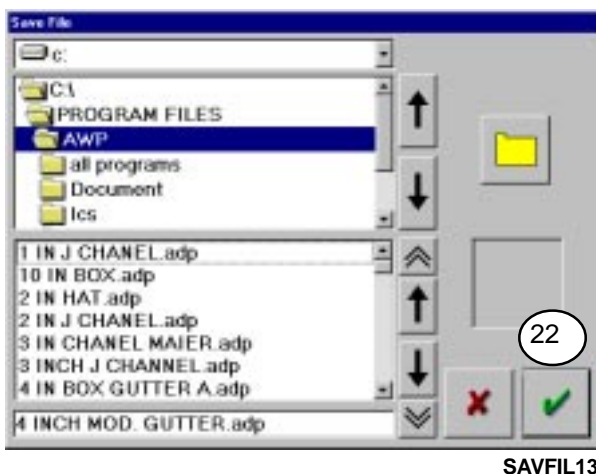 Save File
c:
C:\
PROGRAM FILES
AWP
all programs
Document
lcs
1 IN J CHANEL.adp
10 IN BOX.adp
2 IN HAT.adp
2 IN J CHANEL.adp
3 IN CHANEL MAIER.adp
3 INCH J CHANNEL.adp
4 IN BOX GUTTER A.adp
4 INCH MOD. GUTTER.adp
22
SAVFIL13